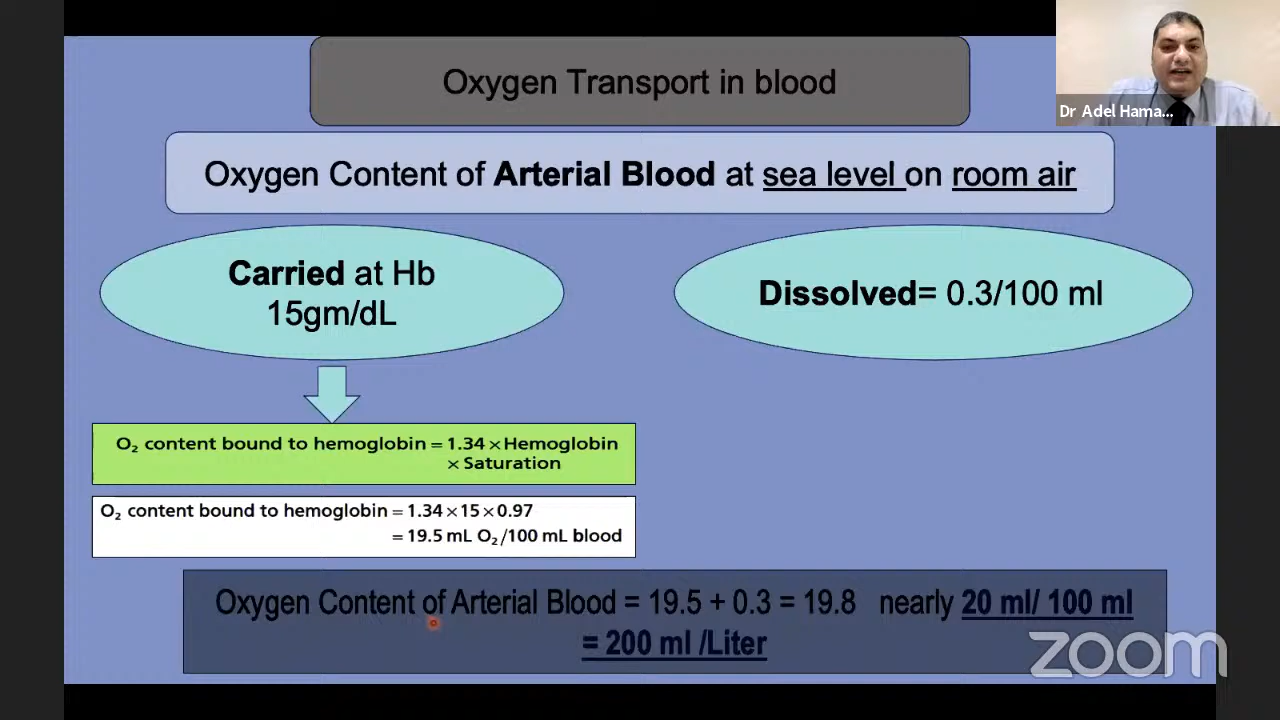 Oxygen Transport in blood
Dr Adel Hama...
Oxygen Content of Arterial Blood at sea level on room air
Carried at Hb
15gm/dL
Dissolved= 0.3/100 ml
O₂ content bound to hemoglobin = 1.34 × Hemoglobin
× Saturation
O₂ content bound to hemoglobin = 1.34 × 15 × 0.97
= 19.5 mL O₂/100 mL blood
Oxygen Content of Arterial Blood = 19.5 + 0.3 = 19.8 nearly 20 ml/ 100 ml
= 200 ml /Liter
zoom